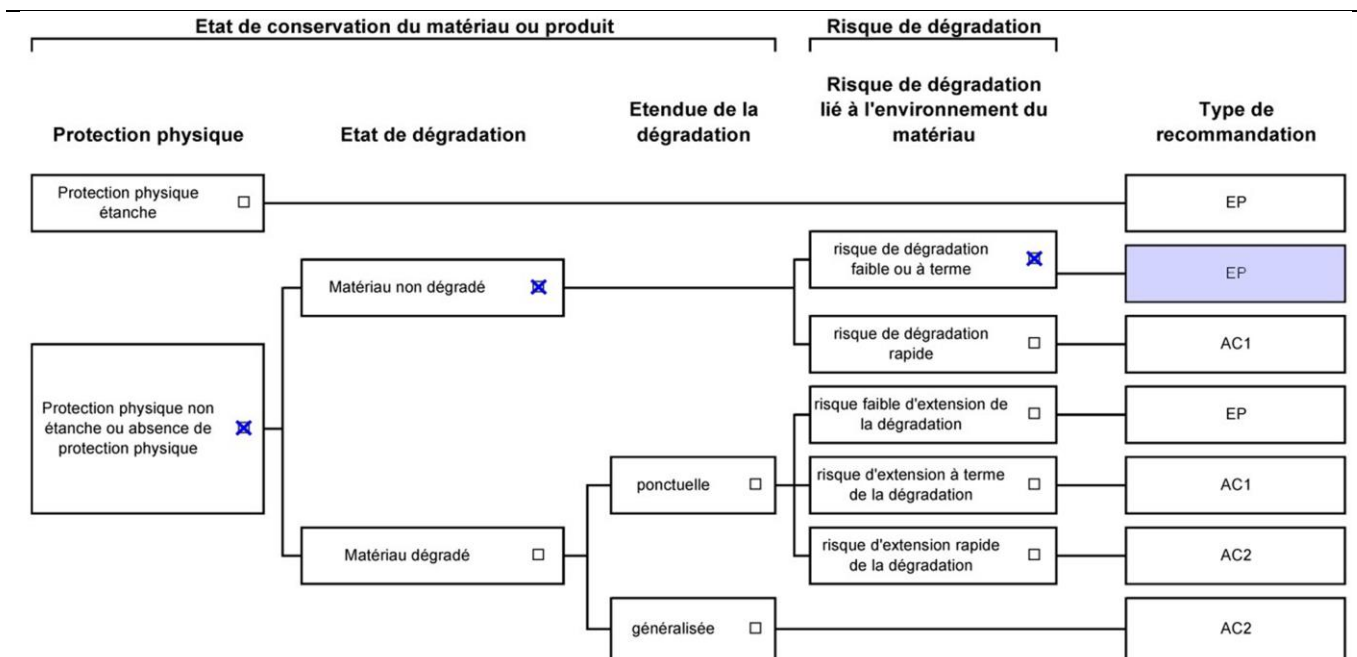 Etat de conservation du matériau ou produit
Risque de dégradation
Protection physique
Etat de dégradation
Etendue de la
dégradation
Risque de dégradation
lié à l'environnement du
matériau
Type de
recommandation
Protection physique
étanche
EP
Protection physique non
étanche ou absence de
protection physique
Matériau non dégradé
risque de dégradation
faible ou à terme
EP
risque de dégradation
rapide
AC1
Matériau dégradé
ponctuelle
risque faible d'extension de
la dégradation
EP
risque d'extension à terme
de la dégradation
AC1
risque d'extension rapide
de la dégradation
AC2
généralisée
AC2